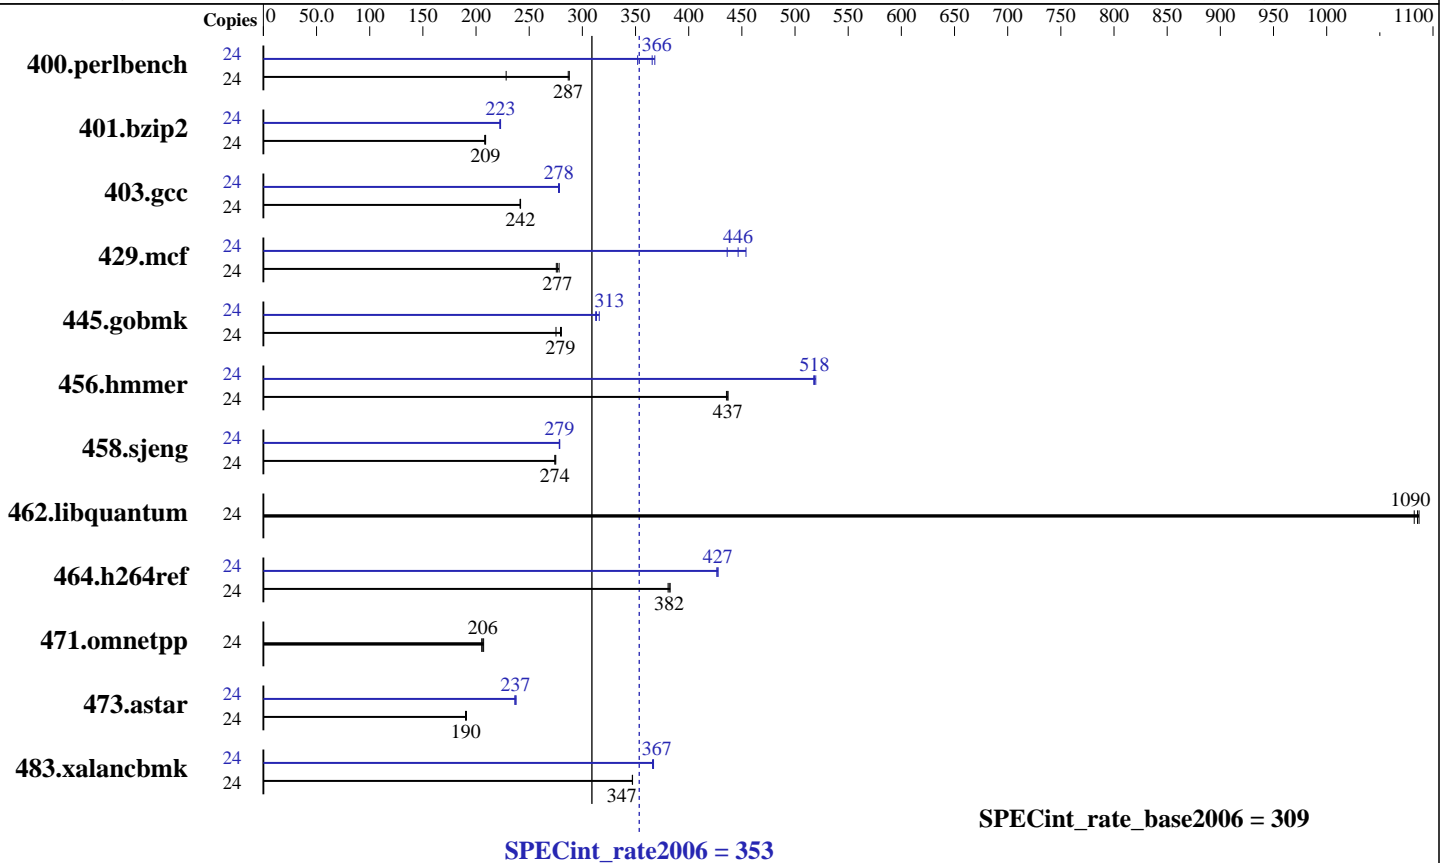 Copies 0 50.0 100 150 200 250 300 350 400 450 500 550 600 650 700 750 800 850 900 950 1000 1100
400.perlbench 24 366
24 287
401.bzip2 24 223
24 209
403.gcc 24 278
24 242
429.mcf 24 446
24 277
445.gobmk 24 313
24 279
456.hmmer 24 518
24 437
458.sjeng 24 279
24 274
462.libquantum 24 1090
464.h264ref 24 427
24 382
471.omnetpp 24 206
473.astar 24 237
24 190
483.xalancbmk 24 367
24 347
SPECint_rate_base2006 = 309
SPECint_rate2006 = 353